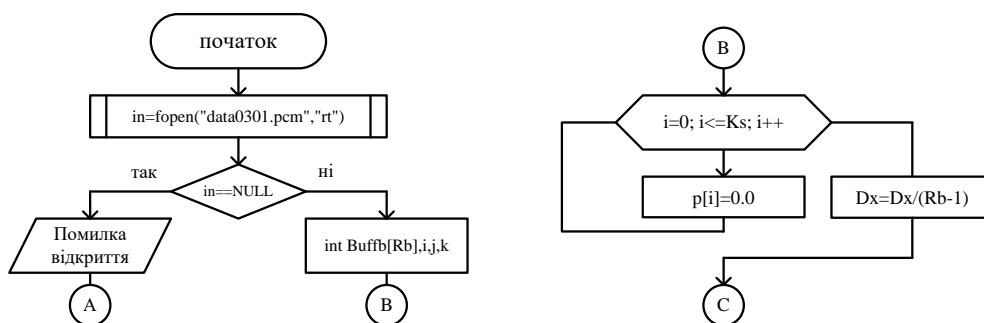 початок
in=fopen("data0301.pcm","rt")
так
in==NULL
ні
Помилка
відкриття
int Buffb[Rb],i,j,k
A
B
B
i=0; i<=Ks; i++
p[i]=0.0
Dx=Dx/(Rb-1)
C